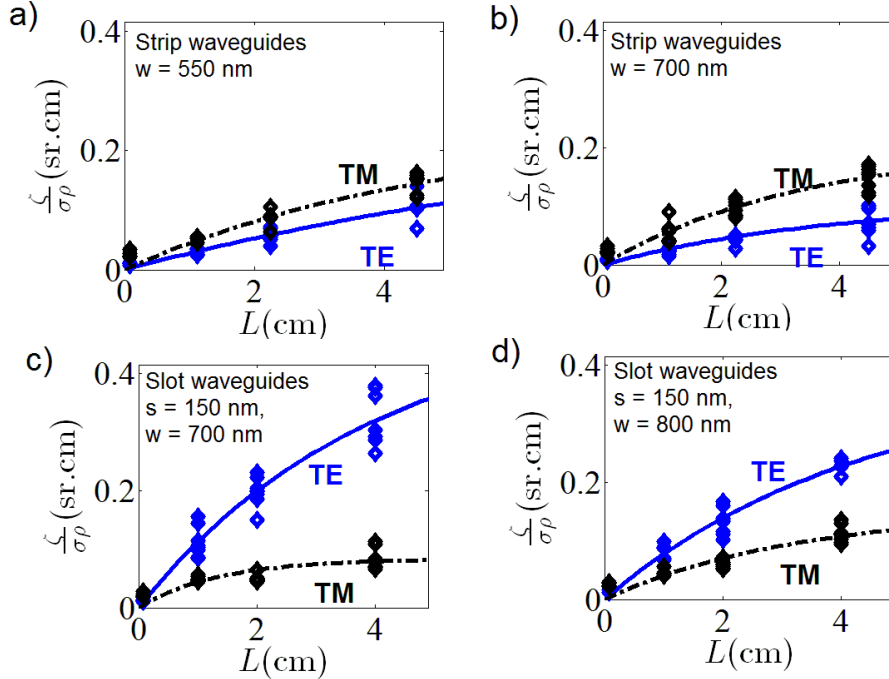 a)
0.4
Strip waveguides
w = 550 nm
0.2
0
ζ/σρ (sr.cm)
TM
TE
0 2 4
L(cm)
b)
0.4
Strip waveguides
w = 700 nm
0.2
0
ζ/σρ (sr.cm)
TM
TE
0 2 4
L(cm)
c)
0.4
Slot waveguides
s = 150 nm,
w = 700 nm
0.2
0
ζ/σρ (sr.cm)
TE
TM
0 2 4
L(cm)
d)
0.4
Slot waveguides
s = 150 nm,
w = 800 nm
0.2
0
ζ/σρ (sr.cm)
TE
TM
0 2 4
L(cm)